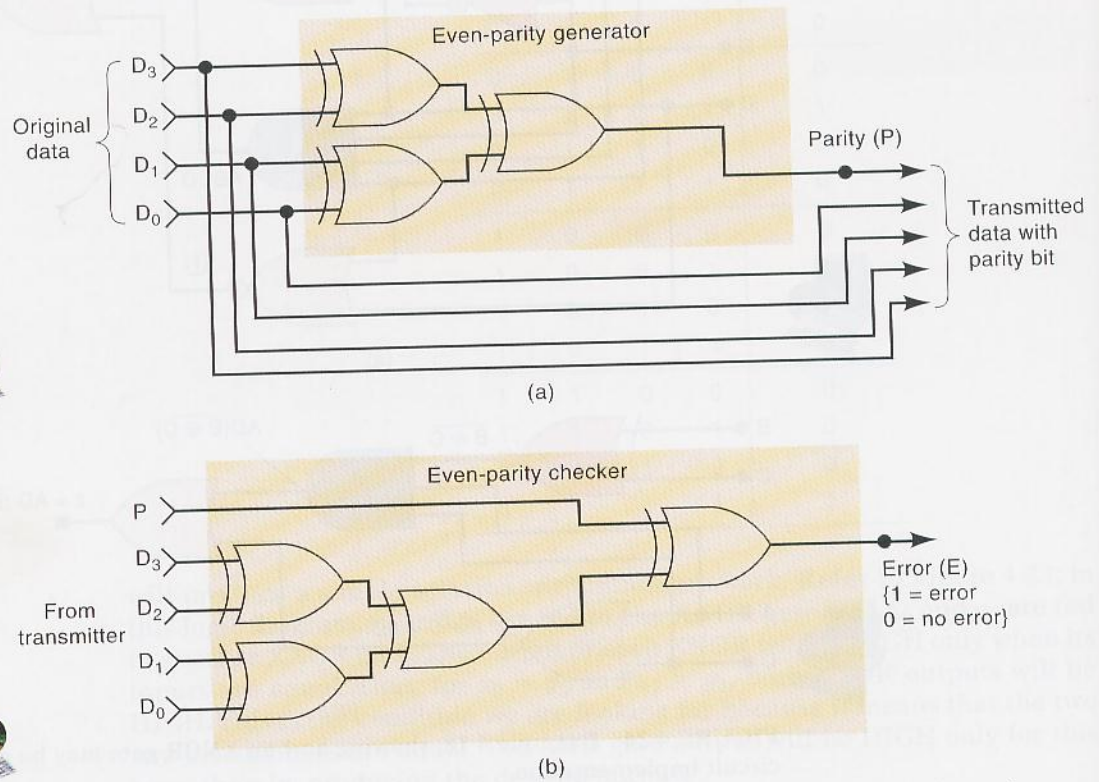 Even-parity generator
D3
D2
D1
D0
Original
data
Parity (P)
Transmitted
data with
parity bit
(a)
Even-parity checker
P
D3
D2
D1
D0
From
transmitter
Error (E)
{1 = error
0 = no error}
(b)